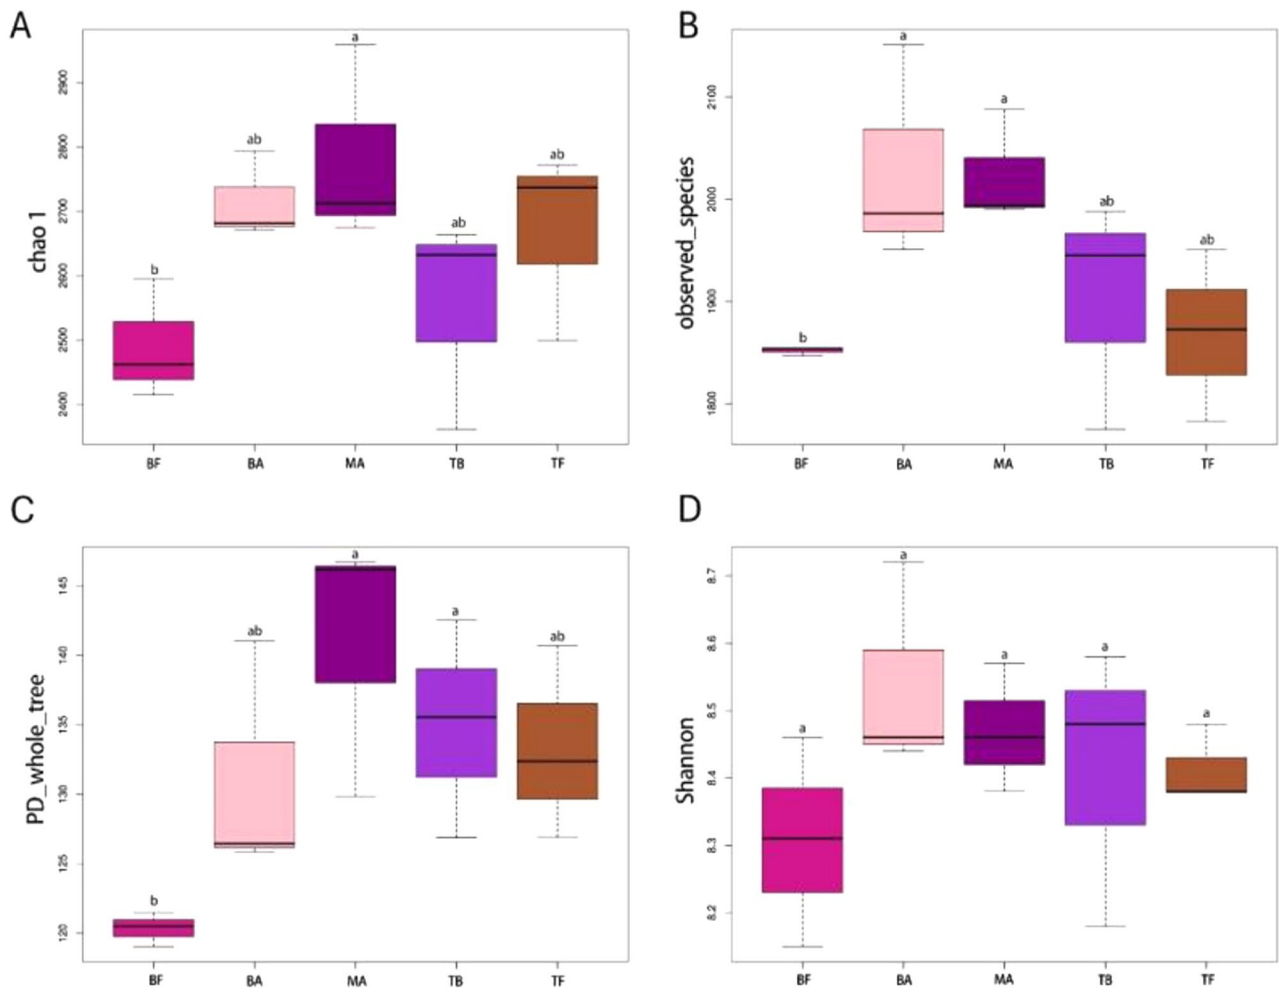 A
chao 1
2900
2800
2700
2600
2500
2400
b
ab
a
ab
ab
BF
BA
MA
TB
TF
B
observed_species
2100
2000
1900
1800
b
a
a
ab
ab
BF
BA
MA
TB
TF
C
PD_whole_tree
145
140
135
130
125
120
b
ab
a
a
ab
BF
BA
MA
TB
TF
D
Shannon
8.7
8.6
8.5
8.4
8.3
8.2
a
a
a
a
a
BF
BA
MA
TB
TF